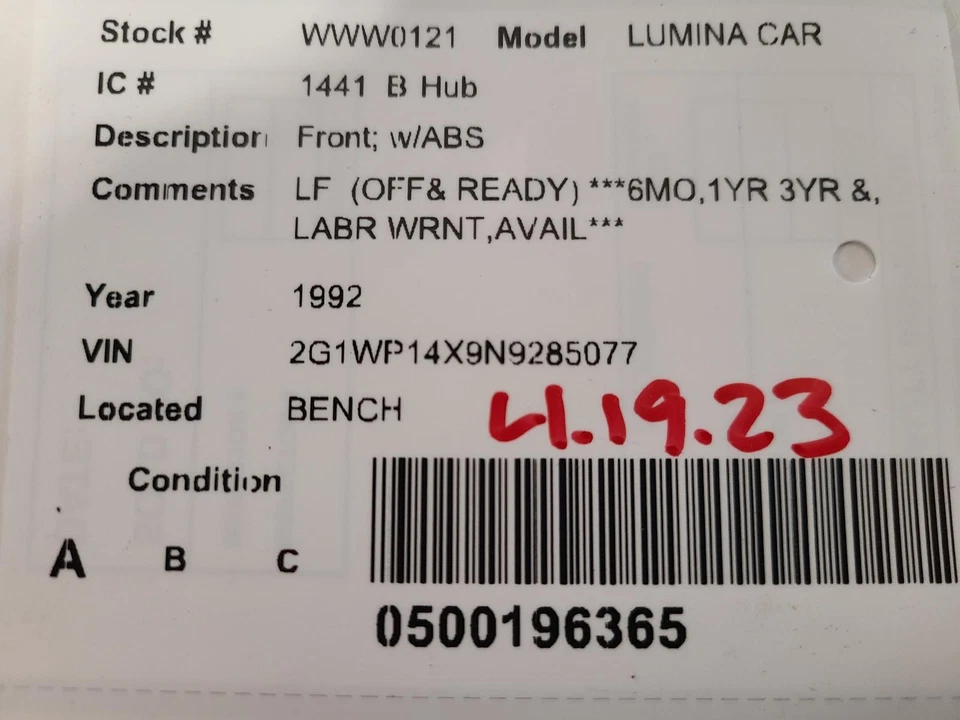 Stock # WWW0121 Model LUMINA CAR
IC # 1441 B Hub
Description Front; w/ABS
Comments LF (OFF& READY) ***6MO,1YR 3YR &,
LABR WRNT,AVAIL***
Year 1992
VIN 2G1WP14X9N9285077
Located BENCH 4.19.23
Condition
A B C
0500196365